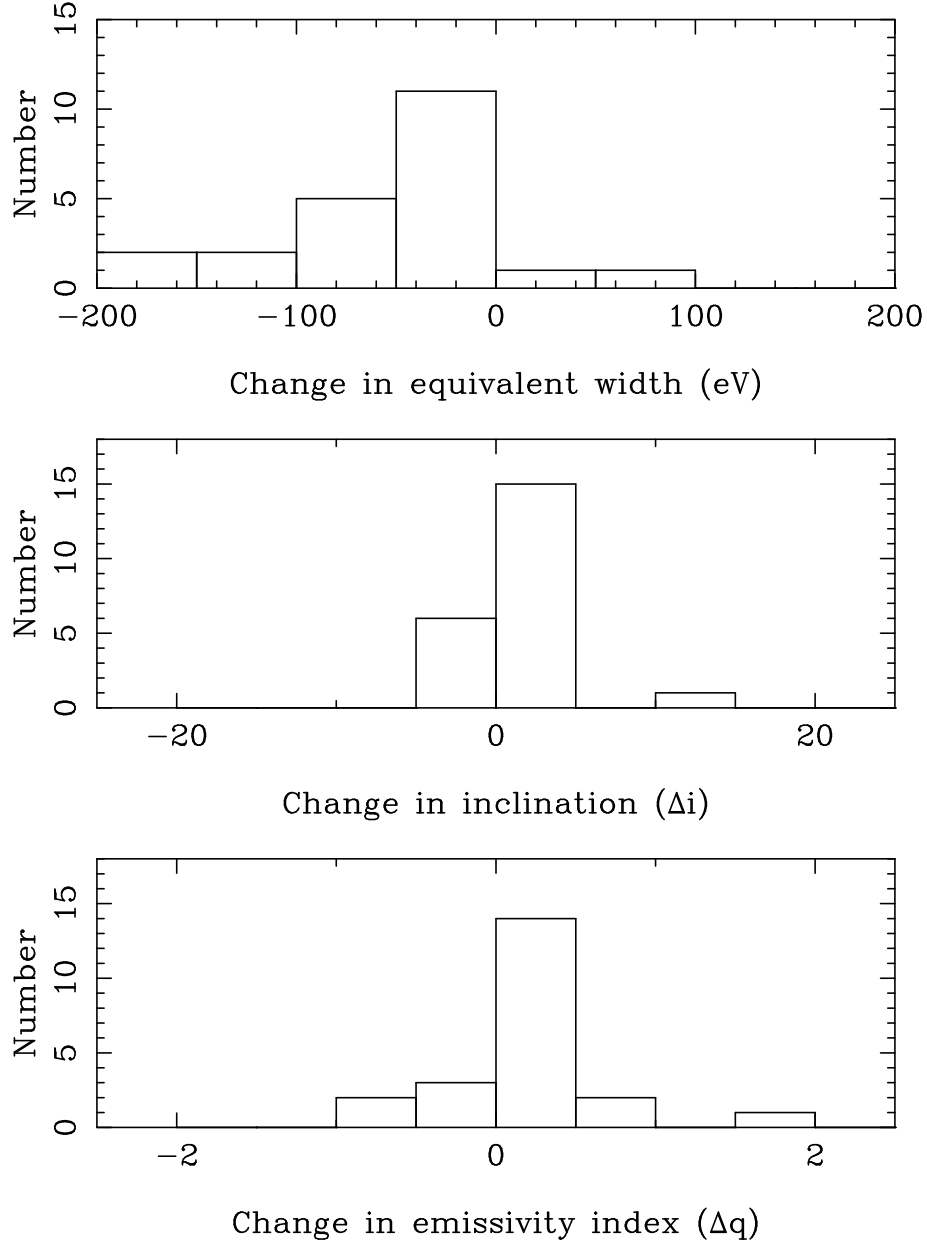 15
10
5
0
Number
−200 −100 0 100 200
Change in equivalent width (eV)
15
10
5
0
Number
−20 0 20
Change in inclination (Δi)
15
10
5
0
Number
−2 0 2
Change in emissivity index (Δq)